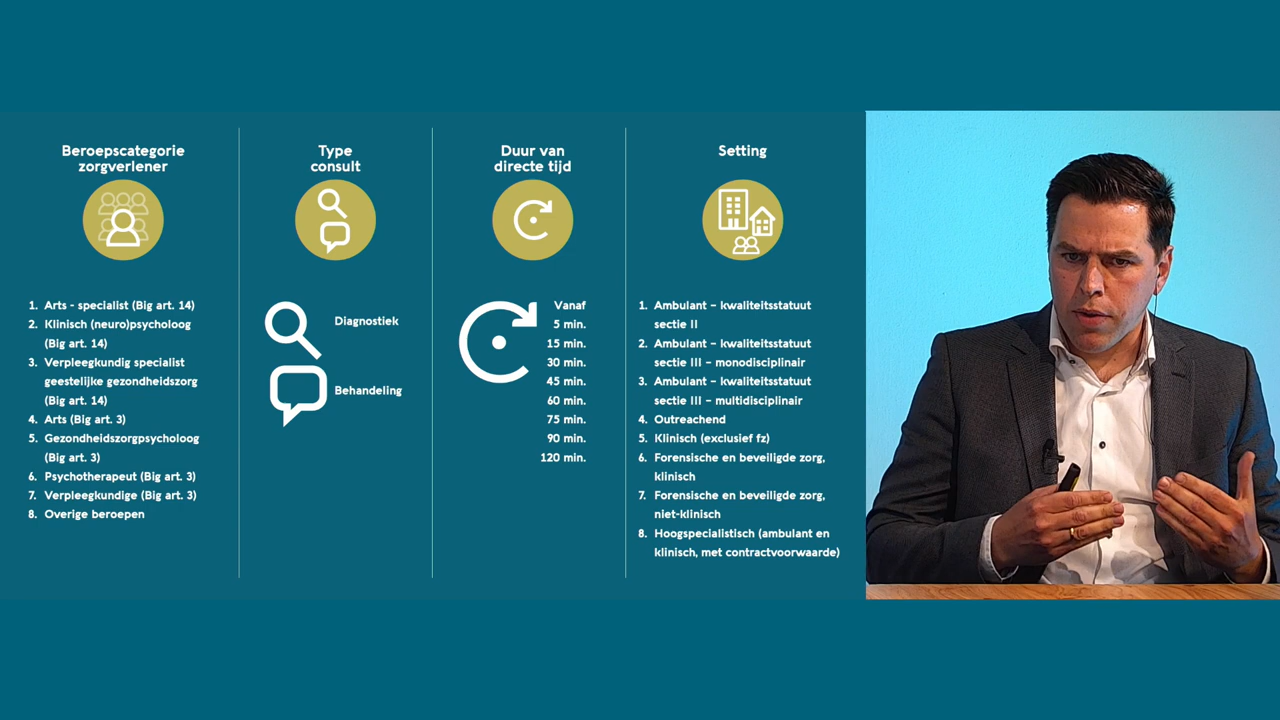 Beroepscategorie
zorgverlener
1. Arts - specialist (Big art. 14)
2. Klinisch (neuro)psycholoog
(Big art. 14)
3. Verpleegkundig specialist
geestelijke gezondheidszorg
(Big art. 14)
4. Arts (Big art. 3)
5. Gezondheidszorgpsycholoog
(Big art. 3)
6. Psychotherapeut (Big art. 3)
7. Verpleegkundige (Big art. 3)
8. Overige beroepen
Type
consult
Diagnostiek
Behandeling
Duur van
directe tijd
Vanaf
5 min.
15 min.
30 min.
45 min.
60 min.
75 min.
90 min.
120 min.
Setting
1. Ambulant – kwaliteitsstatuut
sectie II
2. Ambulant – kwaliteitsstatuut
sectie III – monodisciplinair
3. Ambulant – kwaliteitsstatuut
sectie III – multidisciplinair
4. Outreachend
5. Klinisch (exclusief fz)
6. Forensische en beveiligde zorg,
klinisch
7. Forensische en beveiligde zorg,
niet-klinisch
8. Hoogspecialistisch (ambulant en
klinisch, met contractvoorwaarde)